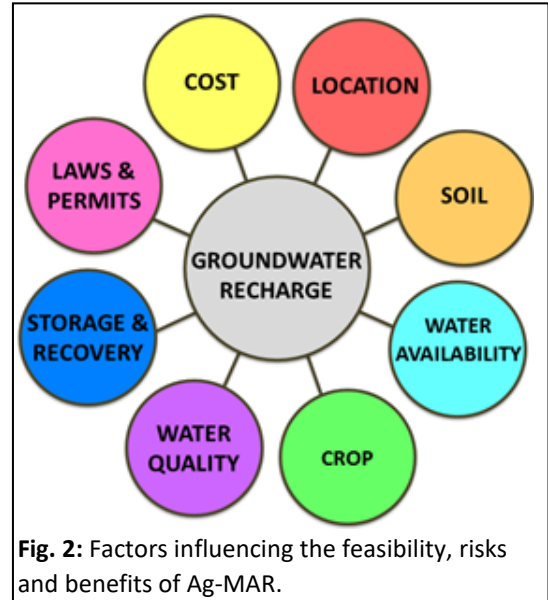 COST
LOCATION
LAWS &
PERMITS
SOIL
GROUNDWATER
RECHARGE
STORAGE &
RECOVERY
WATER
AVAILABILITY
WATER
QUALITY
CROP
Fig. 2: Factors influencing the feasibility, risks
and benefits of Ag-MAR.